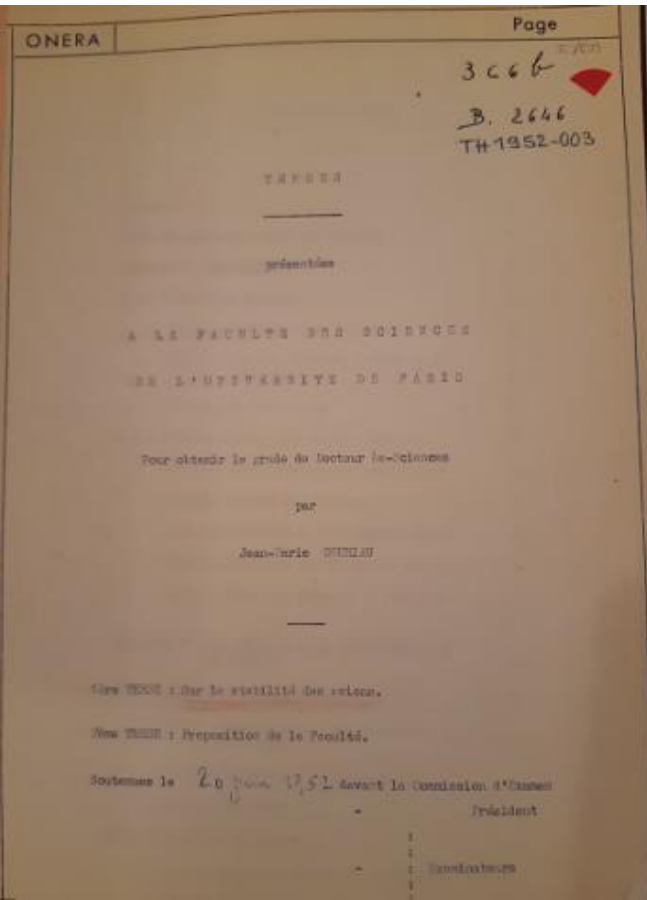 ONERA
Page
3 C 6 b
B. 2646
TH 1952-003
THESES
présentées
A LA FACULTE DES SCIENCES
DE L'UNIVERSITE DE PARIS
Pour obtenir le grade de Docteur ès-Sciences
par
Jean-Marie
1ère THESE : Sur la stabilité des avions.
2ème THESE : Proposition de la Faculté.
Soutenues le 20 juin 1952 devant la Commission d'Examen
- Président
:
:
- : Examinateurs
: